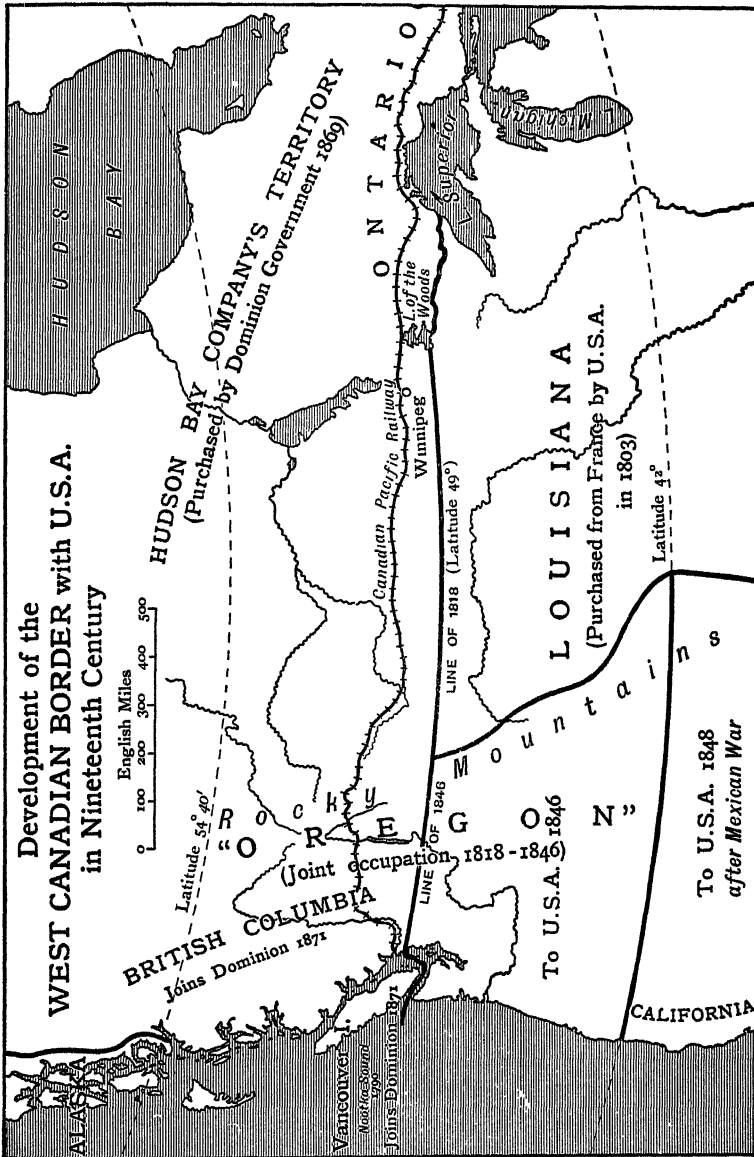 Development of the
WEST CANADIAN BORDER with U.S.A.
in Nineteenth Century
English Miles
0 100 200 300 400 500
HUDSON
BAY
HUDSON BAY COMPANY'S TERRITORY
(Purchased by Dominion Government 1869)
ALASKA
Latitude 54° 40'
BRITISH COLUMBIA
Joins Dominion 1871
Rocky Mountains
"OREGON"
(Joint occupation 1818-1846)
Canadian Pacific Railway
Winnipeg
L. of the
Woods
ONTARIO
L. Superior
L. Michigan
Vancouver I.
Nootka Sound
1790
Joins Dominion 1871
LINE OF 1846
LINE OF 1818 (Latitude 49°)
To U.S.A. 1846
LOUISIANA
(Purchased from France by U.S.A.
in 1803)
Latitude 42°
CALIFORNIA
To U.S.A. 1848
after Mexican War